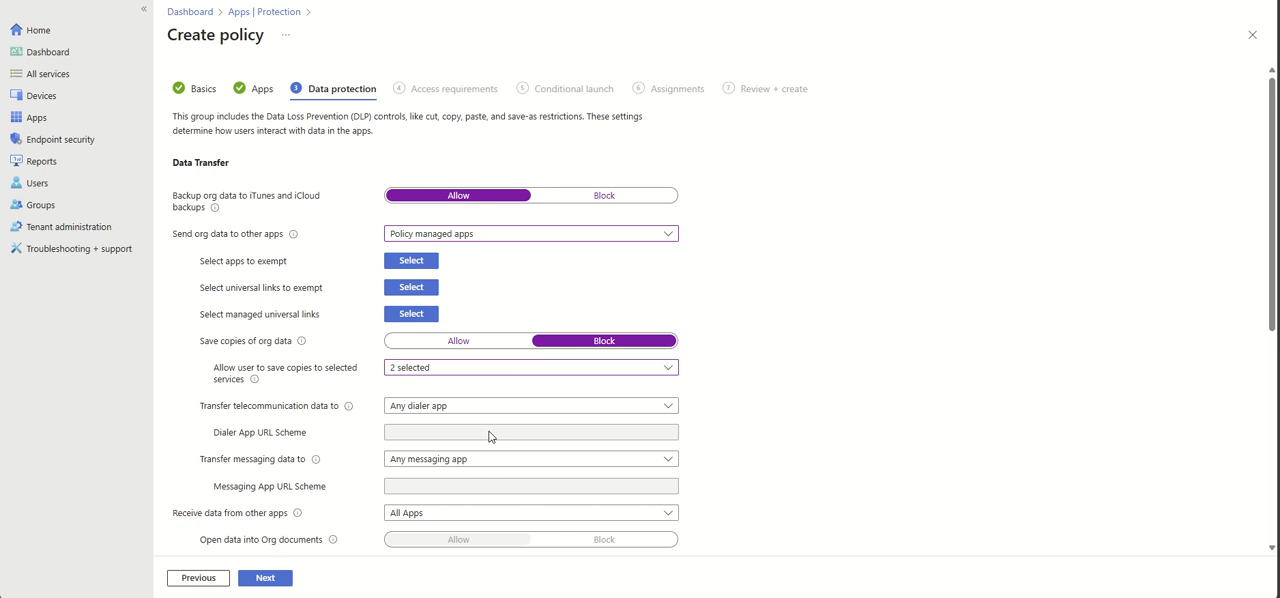 «
Home
Dashboard
All services
Devices
Apps
Endpoint security
Reports
Users
Groups
Tenant administration
Troubleshooting + support
Dashboard > Apps | Protection >
Create policy ...
Basics Apps 3 Data protection 4 Access requirements 5 Conditional launch 6 Assignments 7 Review + create
This group includes the Data Loss Prevention (DLP) controls, like cut, copy, paste, and save-as restrictions. These settings
determine how users interact with data in the apps.
Data Transfer
Backup org data to iTunes and iCloud
backups
Allow Block
Send org data to other apps Policy managed apps
Select apps to exempt Select
Select universal links to exempt Select
Select managed universal links Select
Save copies of org data Allow Block
Allow user to save copies to selected
services
2 selected
Transfer telecommunication data to Any dialer app
Dialer App URL Scheme
Transfer messaging data to Any messaging app
Messaging App URL Scheme
Receive data from other apps All Apps
Open data into Org documents Allow Block
Previous Next